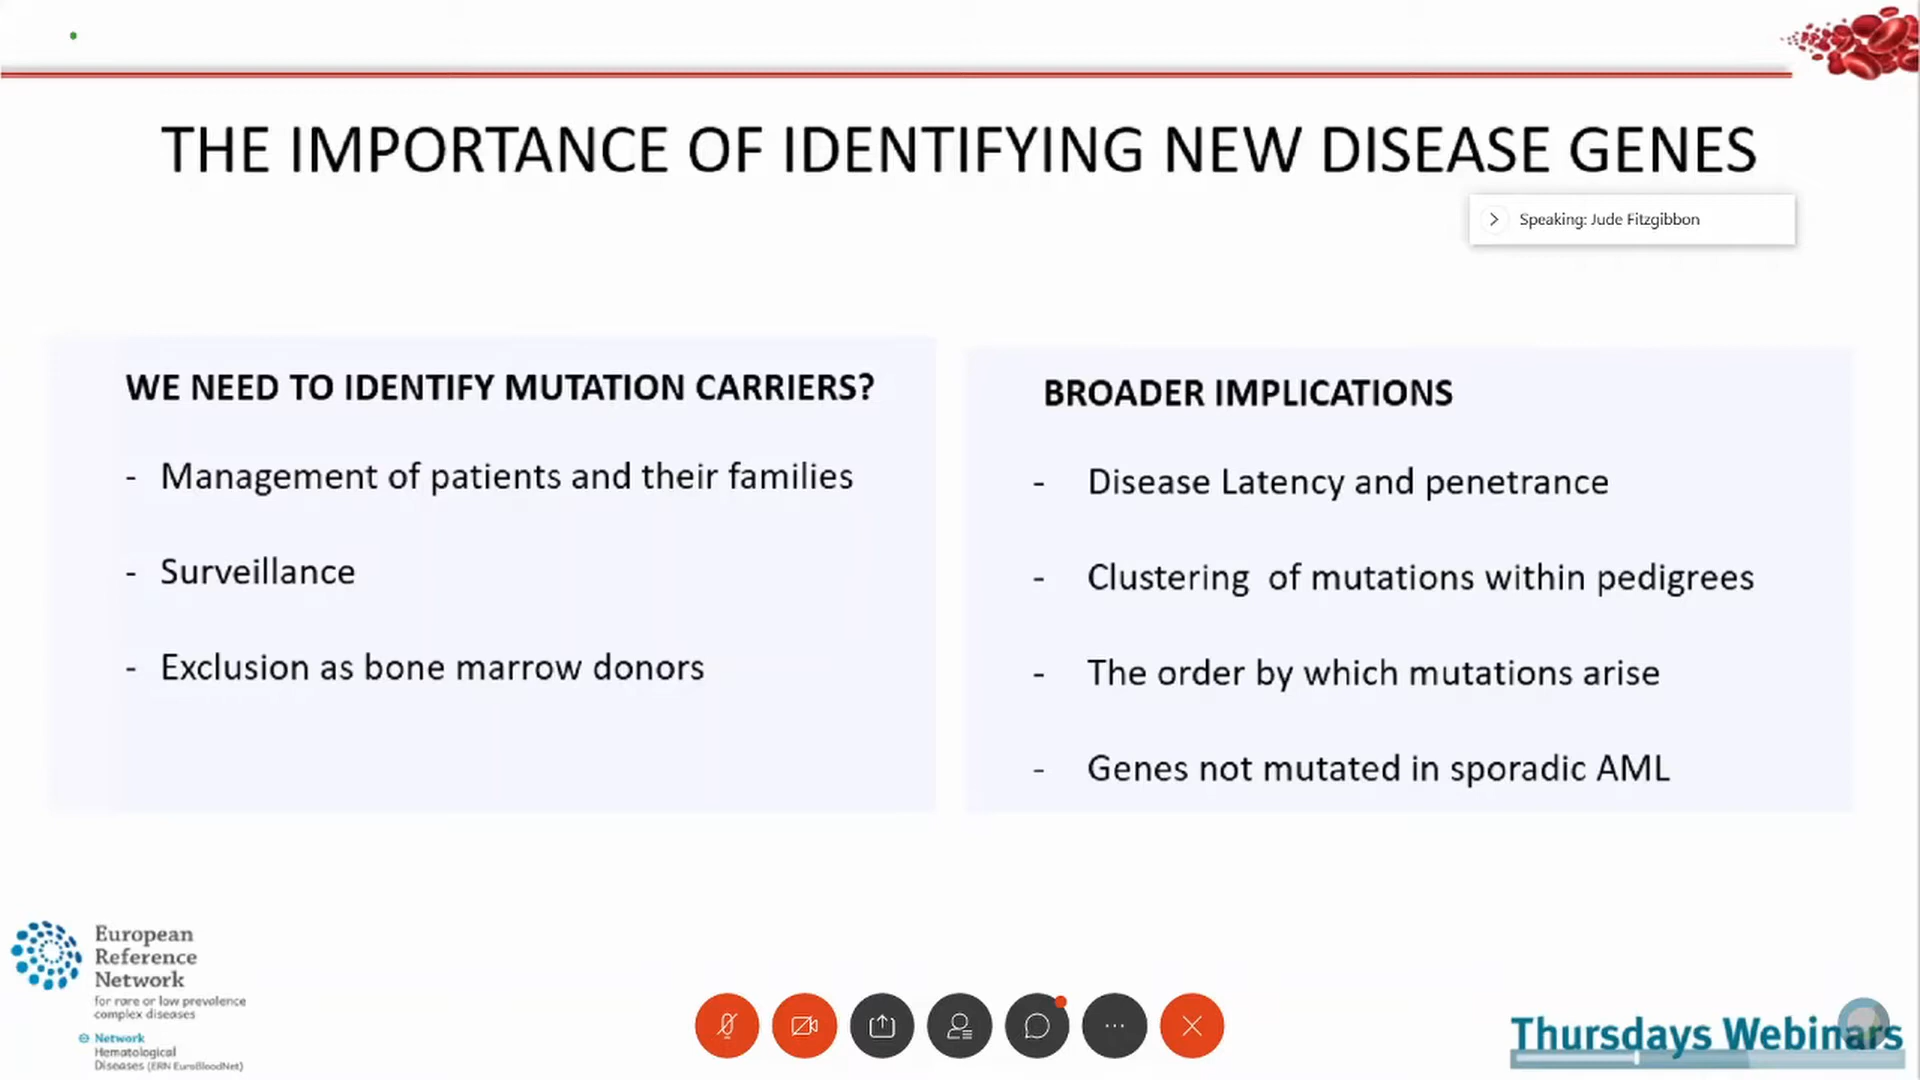 THE IMPORTANCE OF IDENTIFYING NEW DISEASE GENES
Speaking: Jude Fitzgibbon
WE NEED TO IDENTIFY MUTATION CARRIERS?
- Management of patients and their families
- Surveillance
- Exclusion as bone marrow donors
BROADER IMPLICATIONS
- Disease Latency and penetrance
- Clustering of mutations within pedigrees
- The order by which mutations arise
- Genes not mutated in sporadic AML
European
Reference
Network
for rare or low prevalence
complex diseases
Network
Hematological
Diseases (ERN EuroBloodNet)
Thursdays Webinars